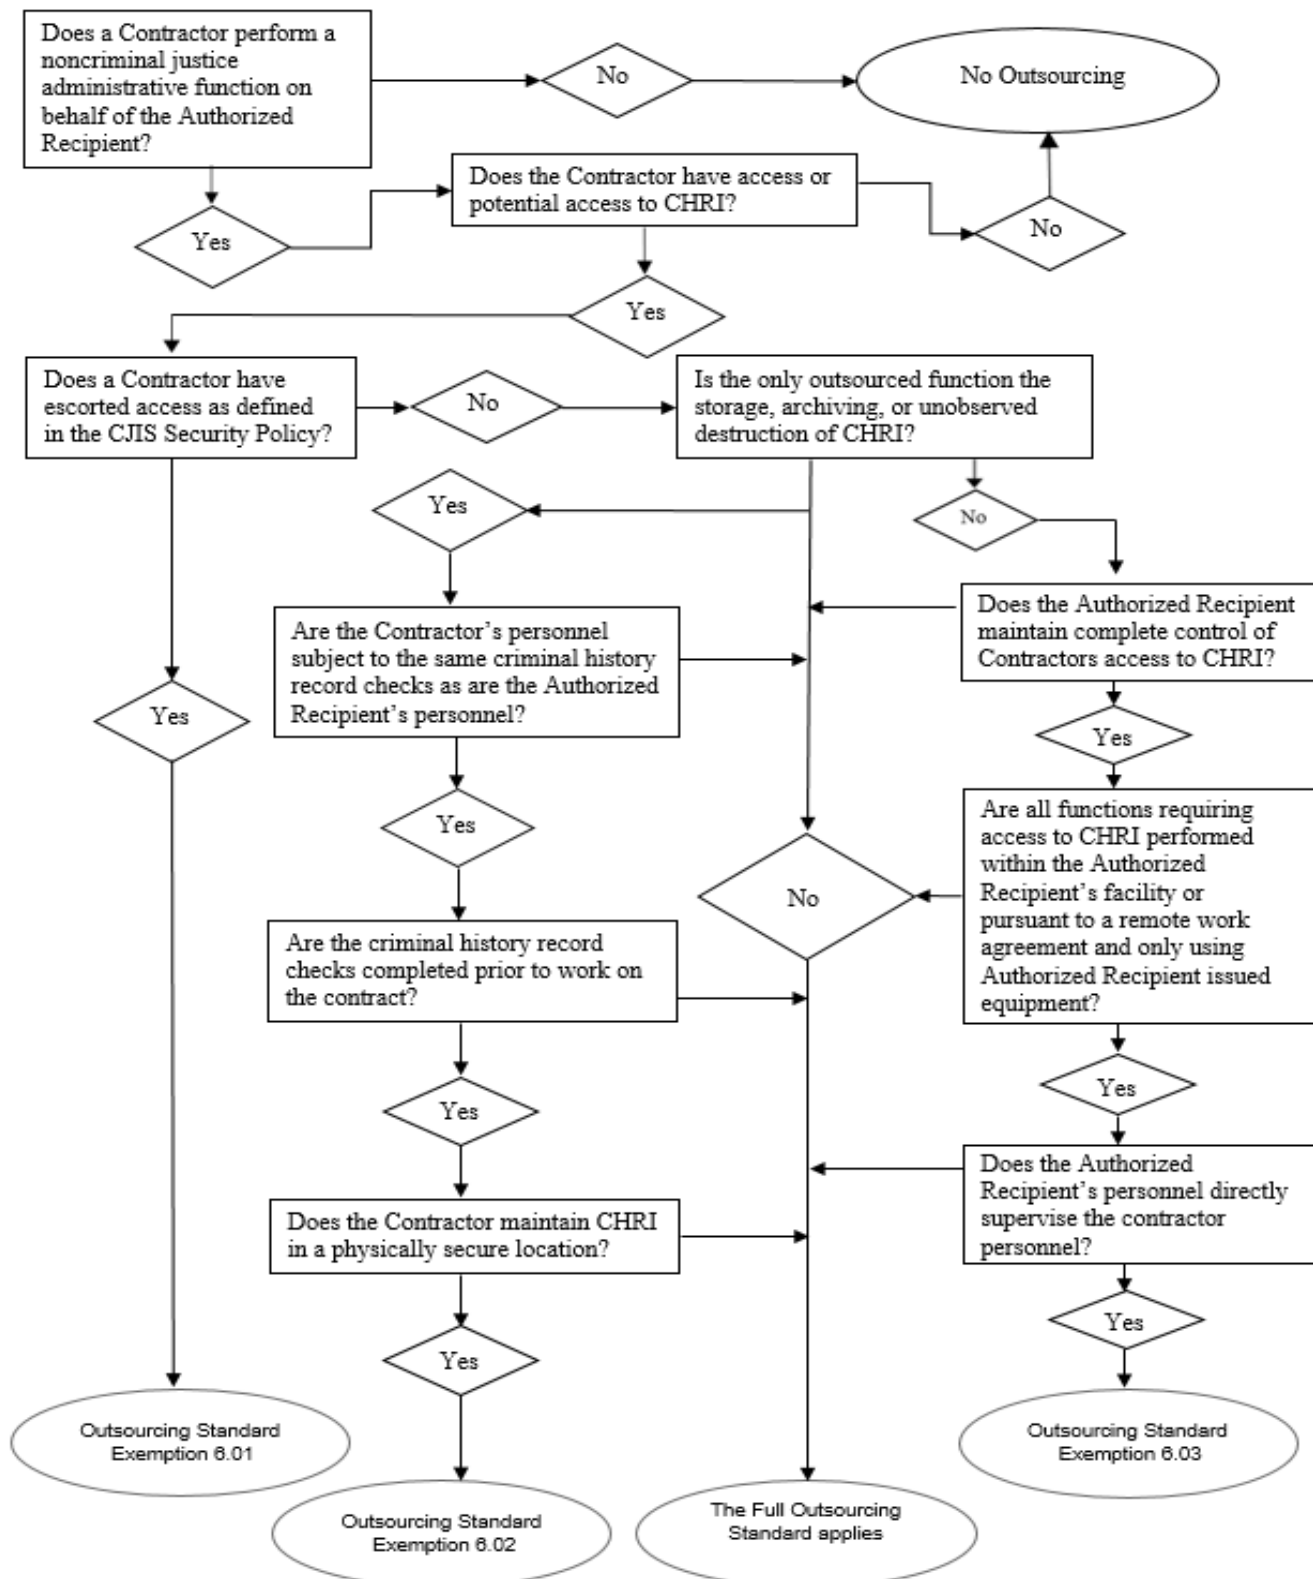 Does a Contractor perform a
noncriminal justice
administrative function on
behalf of the Authorized
Recipient?
No
No Outsourcing
Does the Contractor have access or
potential access to CHRI?
Yes
No
Yes
Does a Contractor have
escorted access as defined
in the CJIS Security Policy?
No
Is the only outsourced function the
storage, archiving, or unobserved
destruction of CHRI?
Yes
No
Does the Authorized Recipient
maintain complete control of
Contractors access to CHRI?
Are the Contractor’s personnel
subject to the same criminal history
record checks as are the Authorized
Recipient’s personnel?
Yes
Yes
Are all functions requiring
access to CHRI performed
within the Authorized
Recipient’s facility or
pursuant to a remote work
agreement and only using
Authorized Recipient issued
equipment?
Yes
No
Are the criminal history record
checks completed prior to work on
the contract?
Yes
Yes
Does the Authorized
Recipient’s personnel directly
supervise the contractor
personnel?
Does the Contractor maintain CHRI
in a physically secure location?
Yes
Yes
Outsourcing Standard
Exemption 6.01
Outsourcing Standard
Exemption 6.03
Outsourcing Standard
Exemption 6.02
The Full Outsourcing
Standard applies